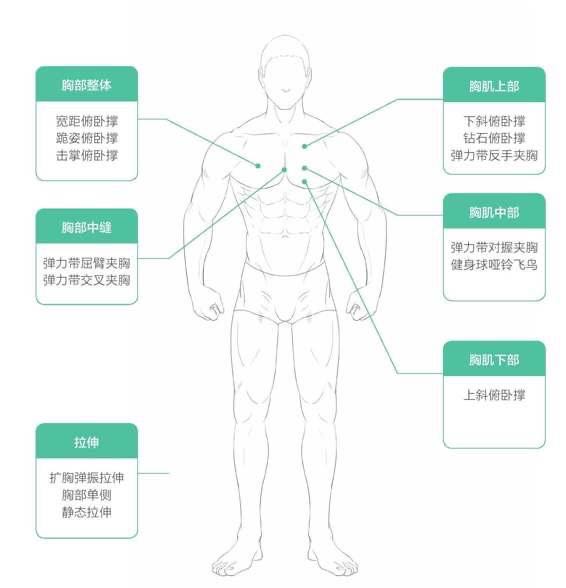 胸部整体
宽距俯卧撑
跪姿俯卧撑
击掌俯卧撑
胸部中缝
弹力带屈臂夹胸
弹力带交叉夹胸
拉伸
扩胸弹振拉伸
胸部单侧
静态拉伸
胸肌上部
下斜俯卧撑
钻石俯卧撑
弹力带反手夹胸
胸肌中部
弹力带对握夹胸
健身球哑铃飞鸟
胸肌下部
上斜俯卧撑